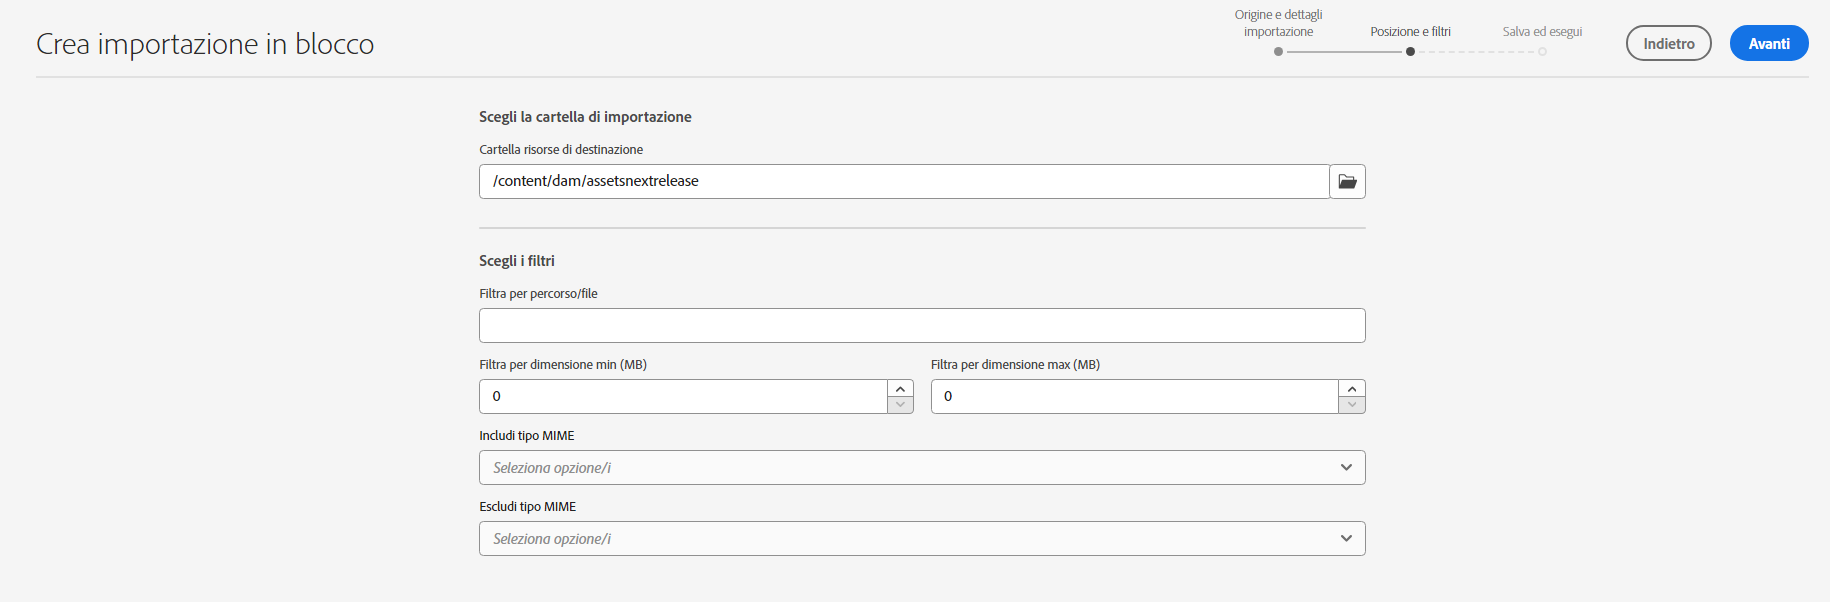 Crea importazione in blocco
Origine e dettagli
importazione
Posizione e filtri
Salva ed esegui
Indietro
Avanti
Scegli la cartella di importazione
Cartella risorse di destinazione
/content/dam/assetsnextrelease
Scegli i filtri
Filtra per percorso/file
Filtra per dimensione min (MB)
Filtra per dimensione max (MB)
0
0
Includi tipo MIME
Seleziona opzione/i
Escludi tipo MIME
Seleziona opzione/i